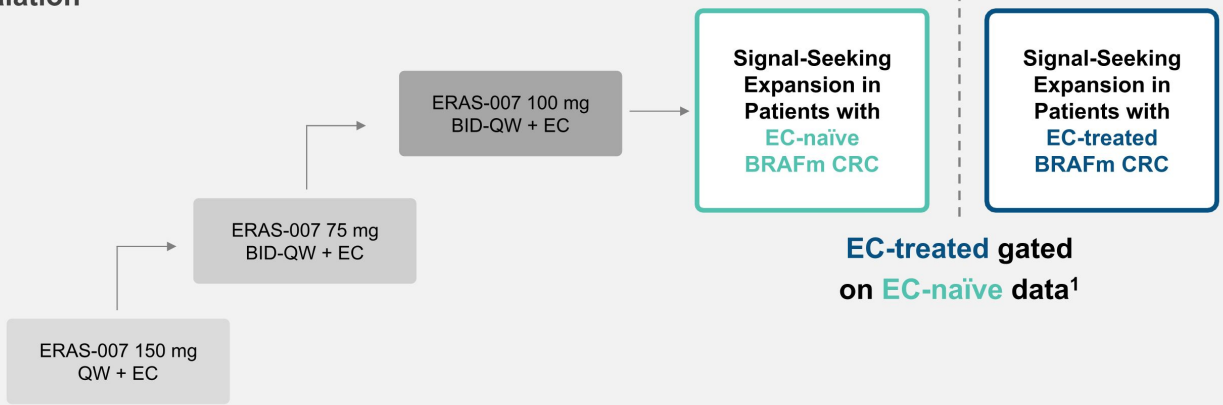 ERAS-007 150 mg
QW + EC
ERAS-007 75 mg
BID-QW + EC
ERAS-007 100 mg
BID-QW + EC
Signal-Seeking
Expansion in
Patients with
EC-naïve
BRAFm CRC
Signal-Seeking
Expansion in
Patients with
EC-treated
BRAFm CRC
EC-treated gated
on EC-naïve data¹